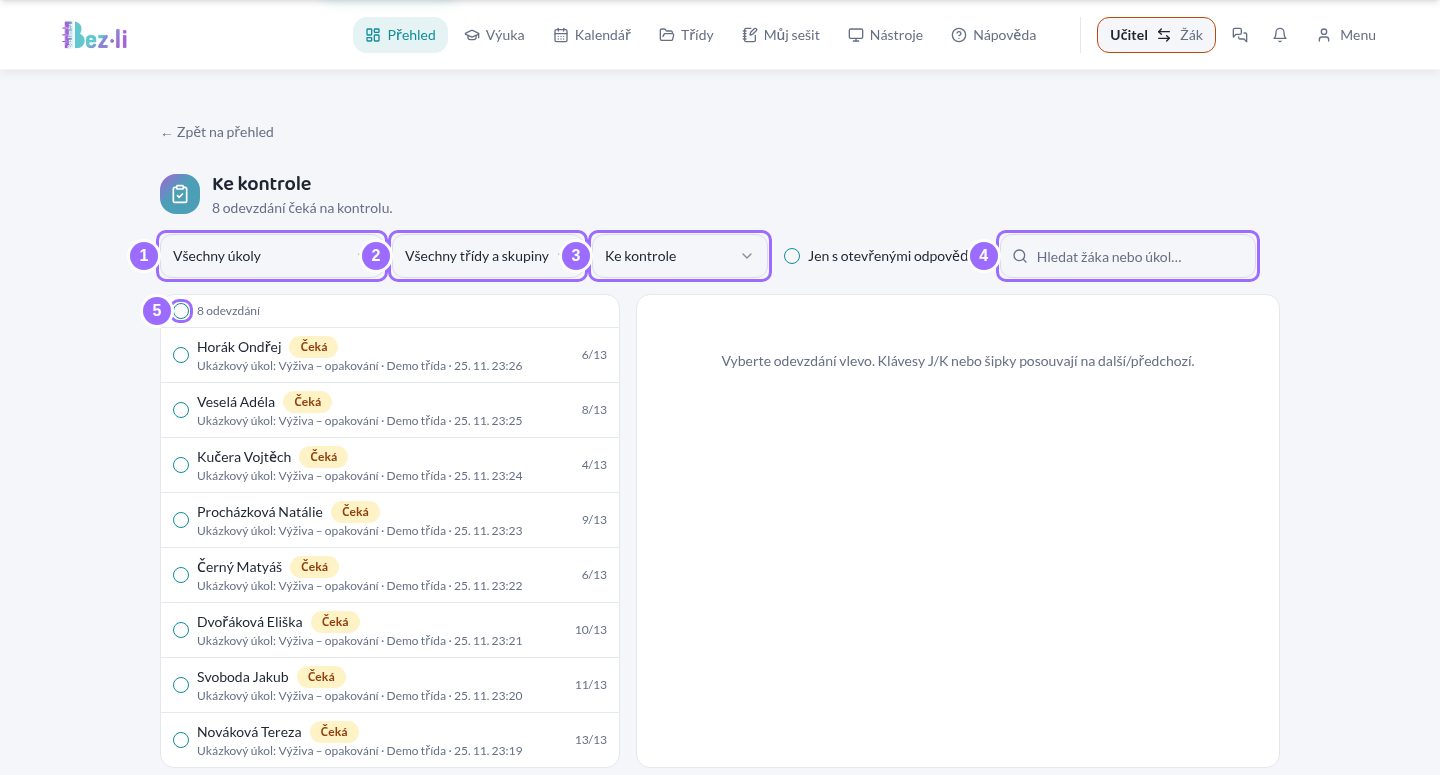 Bez·li
Přehled
Výuka
Kalendář
Třídy
Můj sešit
Nástroje
Nápověda
Učitel Žák
Menu
← Zpět na přehled
Ke kontrole
8 odevzdání čeká na kontrolu.
1 Všechny úkoly
2 Všechny třídy a skupiny
3 Ke kontrole
Jen s otevřenými odpověd
4 Hledat žáka nebo úkol...
5 8 odevzdání
Horák Ondřej Čeká 6/13
Ukázkový úkol: Výživa – opakování · Demo třída · 25. 11. 23:26
Veselá Adéla Čeká 8/13
Ukázkový úkol: Výživa – opakování · Demo třída · 25. 11. 23:25
Kučera Vojtěch Čeká 4/13
Ukázkový úkol: Výživa – opakování · Demo třída · 25. 11. 23:24
Procházková Natálie Čeká 9/13
Ukázkový úkol: Výživa – opakování · Demo třída · 25. 11. 23:23
Černý Matyáš Čeká 6/13
Ukázkový úkol: Výživa – opakování · Demo třída · 25. 11. 23:22
Dvořáková Eliška Čeká 10/13
Ukázkový úkol: Výživa – opakování · Demo třída · 25. 11. 23:21
Svoboda Jakub Čeká 11/13
Ukázkový úkol: Výživa – opakování · Demo třída · 25. 11. 23:20
Nováková Tereza Čeká 13/13
Ukázkový úkol: Výživa – opakování · Demo třída · 25. 11. 23:19
Vyberte odevzdání vlevo. Klávesy J/K nebo šipky posouvají na další/předchozí.